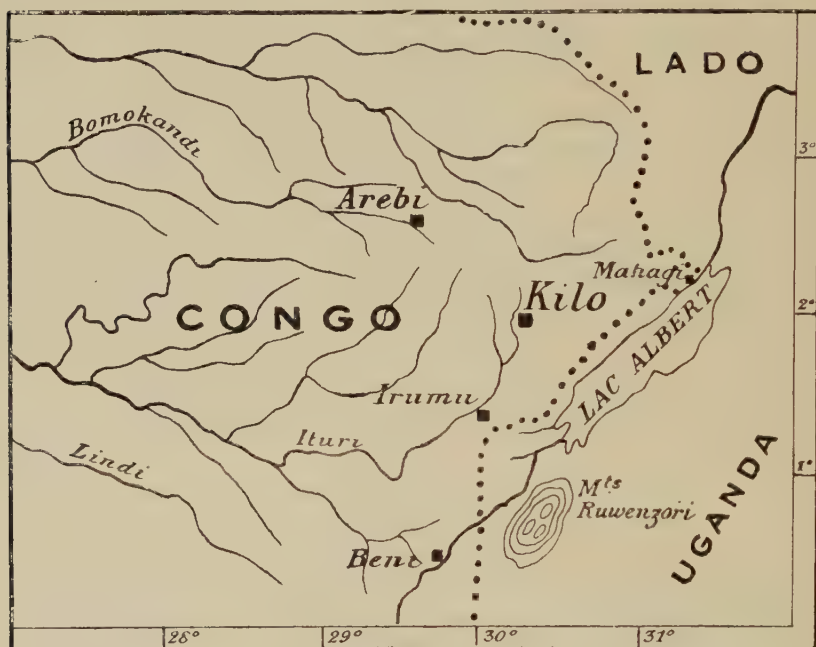 LADO
Bomokandi
3°
Arebi
Mahagi
Kilo
2°
CONGO
LAC ALBERT
Irumu
Ituri
Lindi
1°
Mts
Ruwenzori
UGANDA
Beni
28°
29°
30°
31°